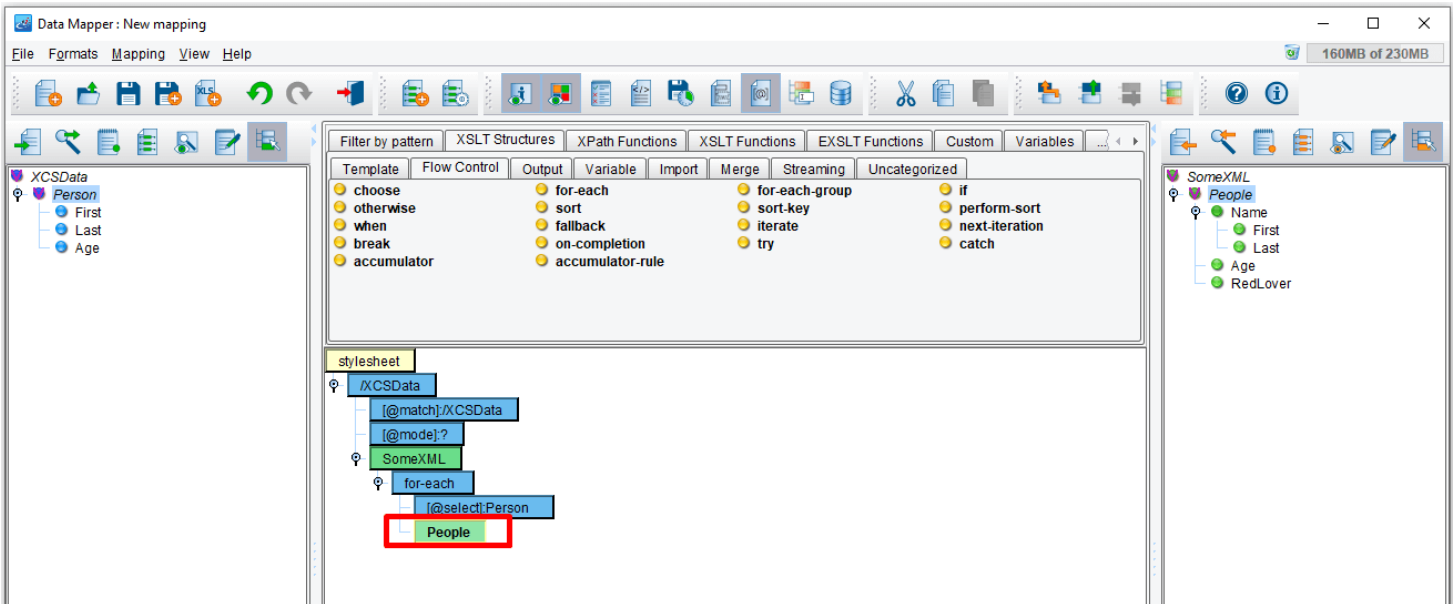 Data Mapper : New mapping
File Formats Mapping View Help
160MB of 230MB
XLS
Filter by pattern XSLT Structures XPath Functions XSLT Functions EXSLT Functions Custom Variables ...
Template Flow Control Output Variable Import Merge Streaming Uncategorized
choose for-each for-each-group if
otherwise sort sort-key perform-sort
when fallback iterate next-iteration
break on-completion try catch
accumulator accumulator-rule
XCSData
Person
First
Last
Age
stylesheet
/XCSData
[@match]:/XCSData
[@mode]:?
SomeXML
for-each
[@select]:Person
People
SomeXML
People
Name
First
Last
Age
RedLover